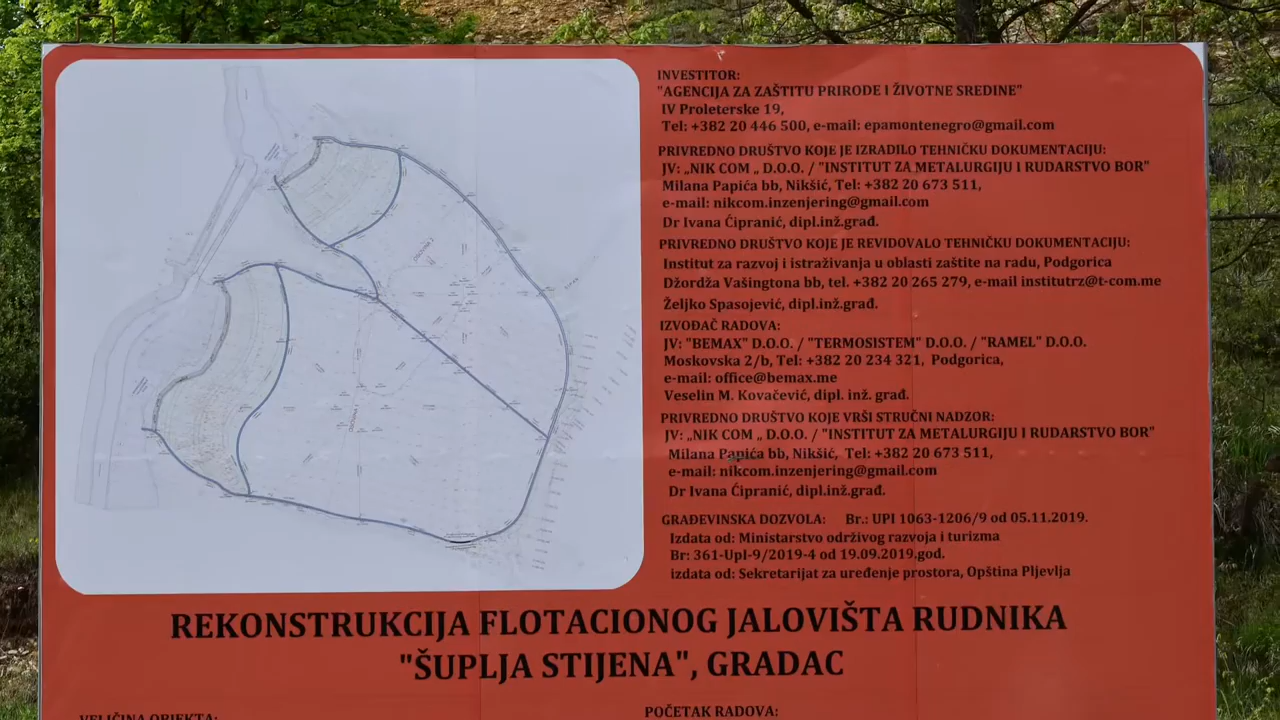 INVESTITOR:
"AGENCIJA ZA ZAŠTITU PRIRODE I ŽIVOTNE SREDINE"
IV Proleterske 19,
Tel: +382 20 446 500, e-mail: epamontenegro@gmail.com
PRIVREDNO DRUŠTVO KOJE JE IZRADILO TEHNIČKU DOKUMENTACIJU:
JV: „NIK COM „ D.O.O. / "INSTITUT ZA METALURGIJU I RUDARSTVO BOR"
Milana Papića bb, Nikšić, Tel: +382 20 673 511,
e-mail: nikcom.inzenjering@gmail.com
Dr Ivana Ćipranić, dipl.inž.građ.
PRIVREDNO DRUŠTVO KOJE JE REVIDOVALO TEHNIČKU DOKUMENTACIJU:
Institut za razvoj i istraživanja u oblasti zaštite na radu, Podgorica
Džordža Vašingtona bb, tel. +382 20 265 279, e-mail institutrz@t-com.me
Željko Spasojević, dipl.inž.građ.
IZVOĐAČ RADOVA:
JV: "BEMAX" D.O.O. / "TERMOSISTEM" D.O.O. / "RAMEL" D.O.O.
Moskovska 2/b, Tel: +382 20 234 321, Podgorica,
e-mail: office@bemax.me
Veselin M. Kovačević, dipl. inž. građ.
PRIVREDNO DRUŠTVO KOJE VRŠI STRUČNI NADZOR:
JV: „NIK COM „ D.O.O. / "INSTITUT ZA METALURGIJU I RUDARSTVO BOR"
Milana Papića bb, Nikšić, Tel: +382 20 673 511,
e-mail: nikcom.inzenjering@gmail.com
Dr Ivana Ćipranić, dipl.inž.građ.
GRAĐEVINSKA DOZVOLA: Br.: UPI 1063-1206/9 od 05.11.2019.
Izdata od: Ministarstvo održivog razvoja i turizma
Br: 361-UpI-9/2019-4 od 19.09.2019.god.
izdata od: Sekretarijat za uređenje prostora, Opština Pljevlja
REKONSTRUKCIJA FLOTACIONOG JALOVIŠTA RUDNIKA
"ŠUPLJA STIJENA", GRADAC
VELIČINA OBJEKTA:
POČETAK RADOVA: